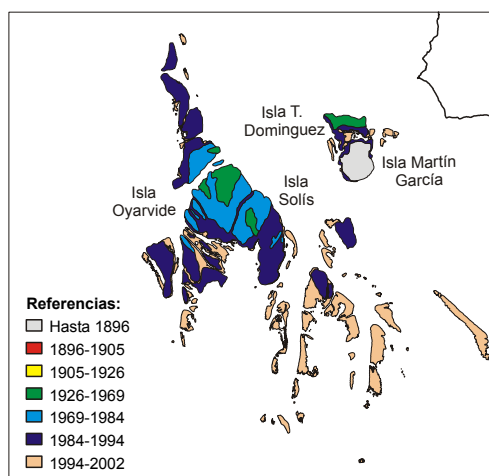 Isla T.
Dominguez
Isla Martín
García
Isla
Oyarvide
Isla
Solís
Referencias:
Hasta 1896
1896-1905
1905-1926
1926-1969
1969-1984
1984-1994
1994-2002